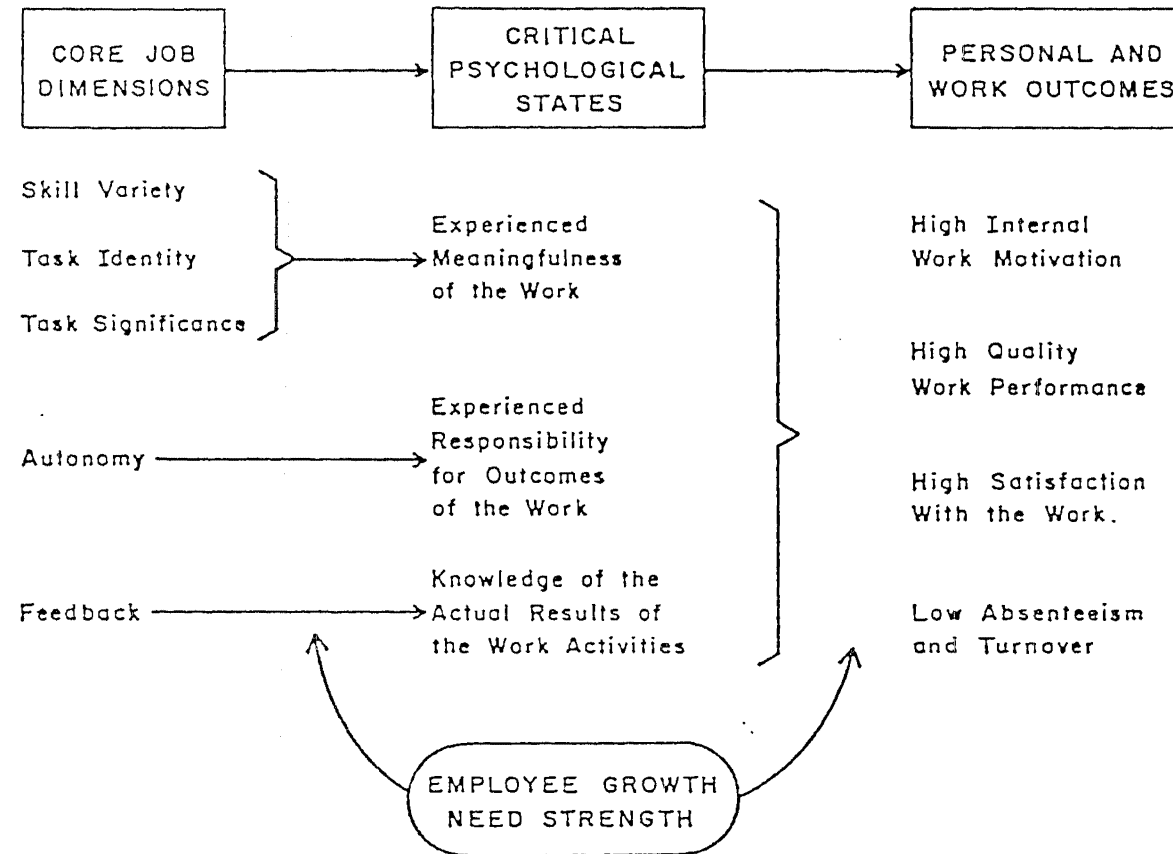 CORE JOB
DIMENSIONS
CRITICAL
PSYCHOLOGICAL
STATES
PERSONAL AND
WORK OUTCOMES
Skill Variety
Task Identity
Task Significance
Experienced
Meaningfulness
of the Work
High Internal
Work Motivation
High Quality
Work Performance
Autonomy
Experienced
Responsibility
for Outcomes
of the Work
High Satisfaction
With the Work.
Feedback
Knowledge of the
Actual Results of
the Work Activities
Low Absenteeism
and Turnover
EMPLOYEE GROWTH
NEED STRENGTH